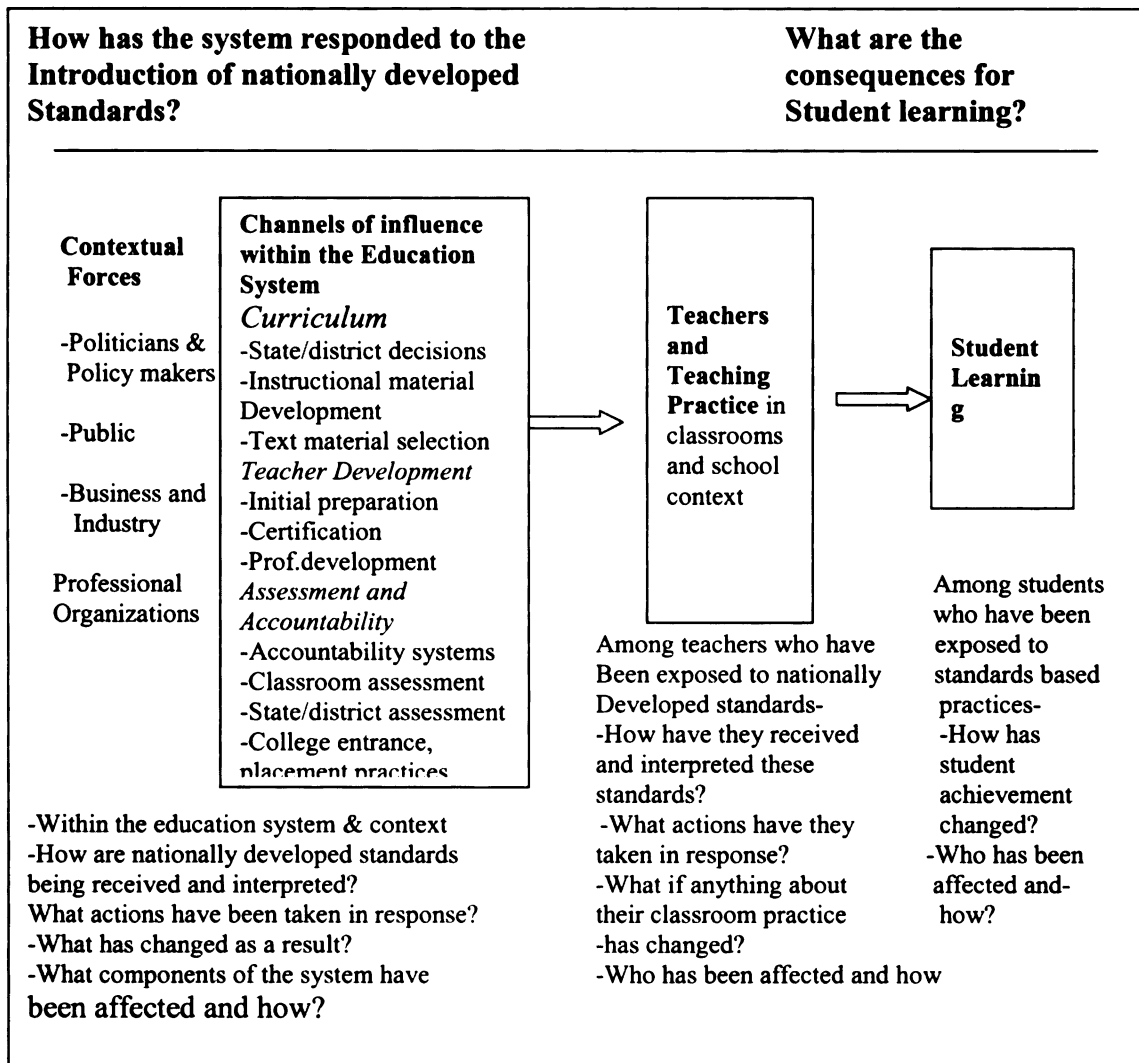 How has the system responded to the
Introduction of nationally developed
Standards?
What are the
consequences for
Student learning?
Contextual
Forces
-Politicians &
Policy makers
-Public
-Business and
Industry
Professional
Organizations
Channels of influence
within the Education
System
Curriculum
-State/district decisions
-Instructional material
Development
-Text material selection
Teacher Development
-Initial preparation
-Certification
-Prof.development
Assessment and
Accountability
-Accountability systems
-Classroom assessment
-State/district assessment
-College entrance,
placement practices
Teachers
and
Teaching
Practice in
classrooms
and school
context
Student
Learnin
g
-Within the education system & context
-How are nationally developed standards
being received and interpreted?
What actions have been taken in response?
-What has changed as a result?
-What components of the system have
been affected and how?
Among teachers who have
Been exposed to nationally
Developed standards-
-How have they received
and interpreted these
standards?
-What actions have they
taken in response?
-What if anything about
their classroom practice
-has changed?
-Who has been affected and how
Among students
who have been
exposed to
standards based
practices-
-How has
student
achievement
changed?
-Who has been
affected and-
how?